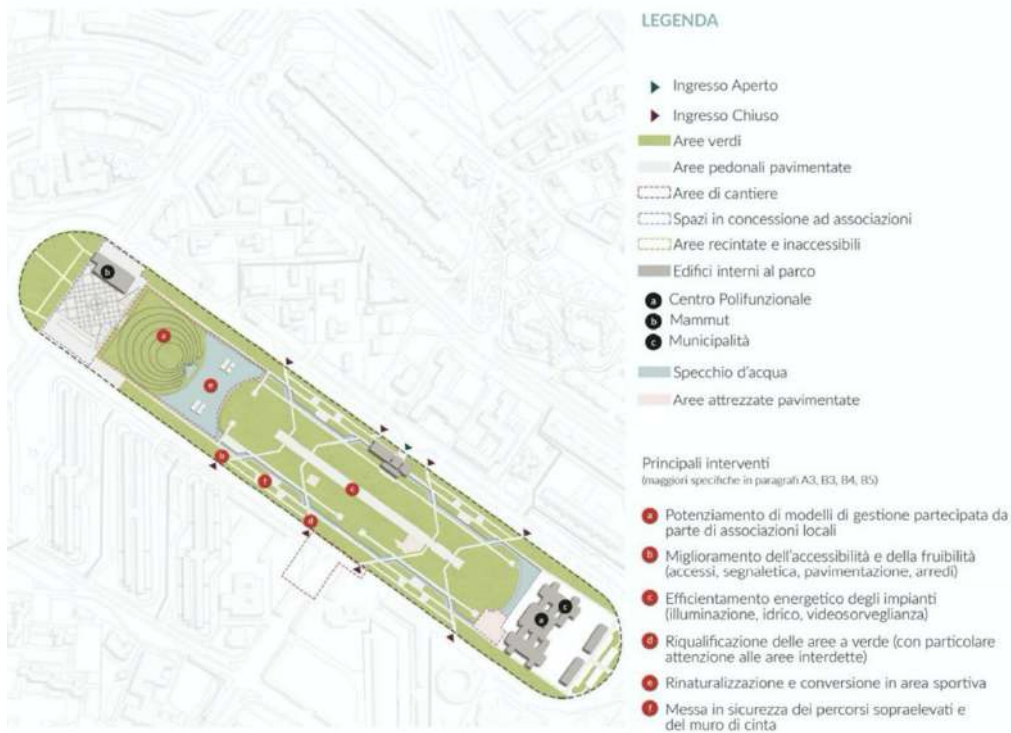 LEGENDA
Ingresso Aperto
Ingresso Chiuso
Aree verdi
Aree pedonali pavimentate
Aree di cantiere
Spazi in concessione ad associazioni
Aree recintate e inaccessibili
Edifici interni al parco
a Centro Polifunzionale
b Mammut
c Municipalità
Specchio d'acqua
Aree attrezzate pavimentate
Principali interventi
(maggiori specifiche in paragrafi A3, B3, B4, B5)
a Potenziamento di modelli di gestione partecipata da
parte di associazioni locali
b Miglioramento dell'accessibilità e della fruibilità
(accessi, segnaletica, pavimentazione, arredi)
c Efficientamento energetico degli impianti
(illuminazione, idrico, videosorveglianza)
d Riqualificazione delle aree a verde (con particolare
attenzione alle aree interdette)
e Rinaturalizzazione e conversione in area sportiva
f Messa in sicurezza dei percorsi sopraelevati e
del muro di cinta
b
a
e
b
f
c
d
c
a